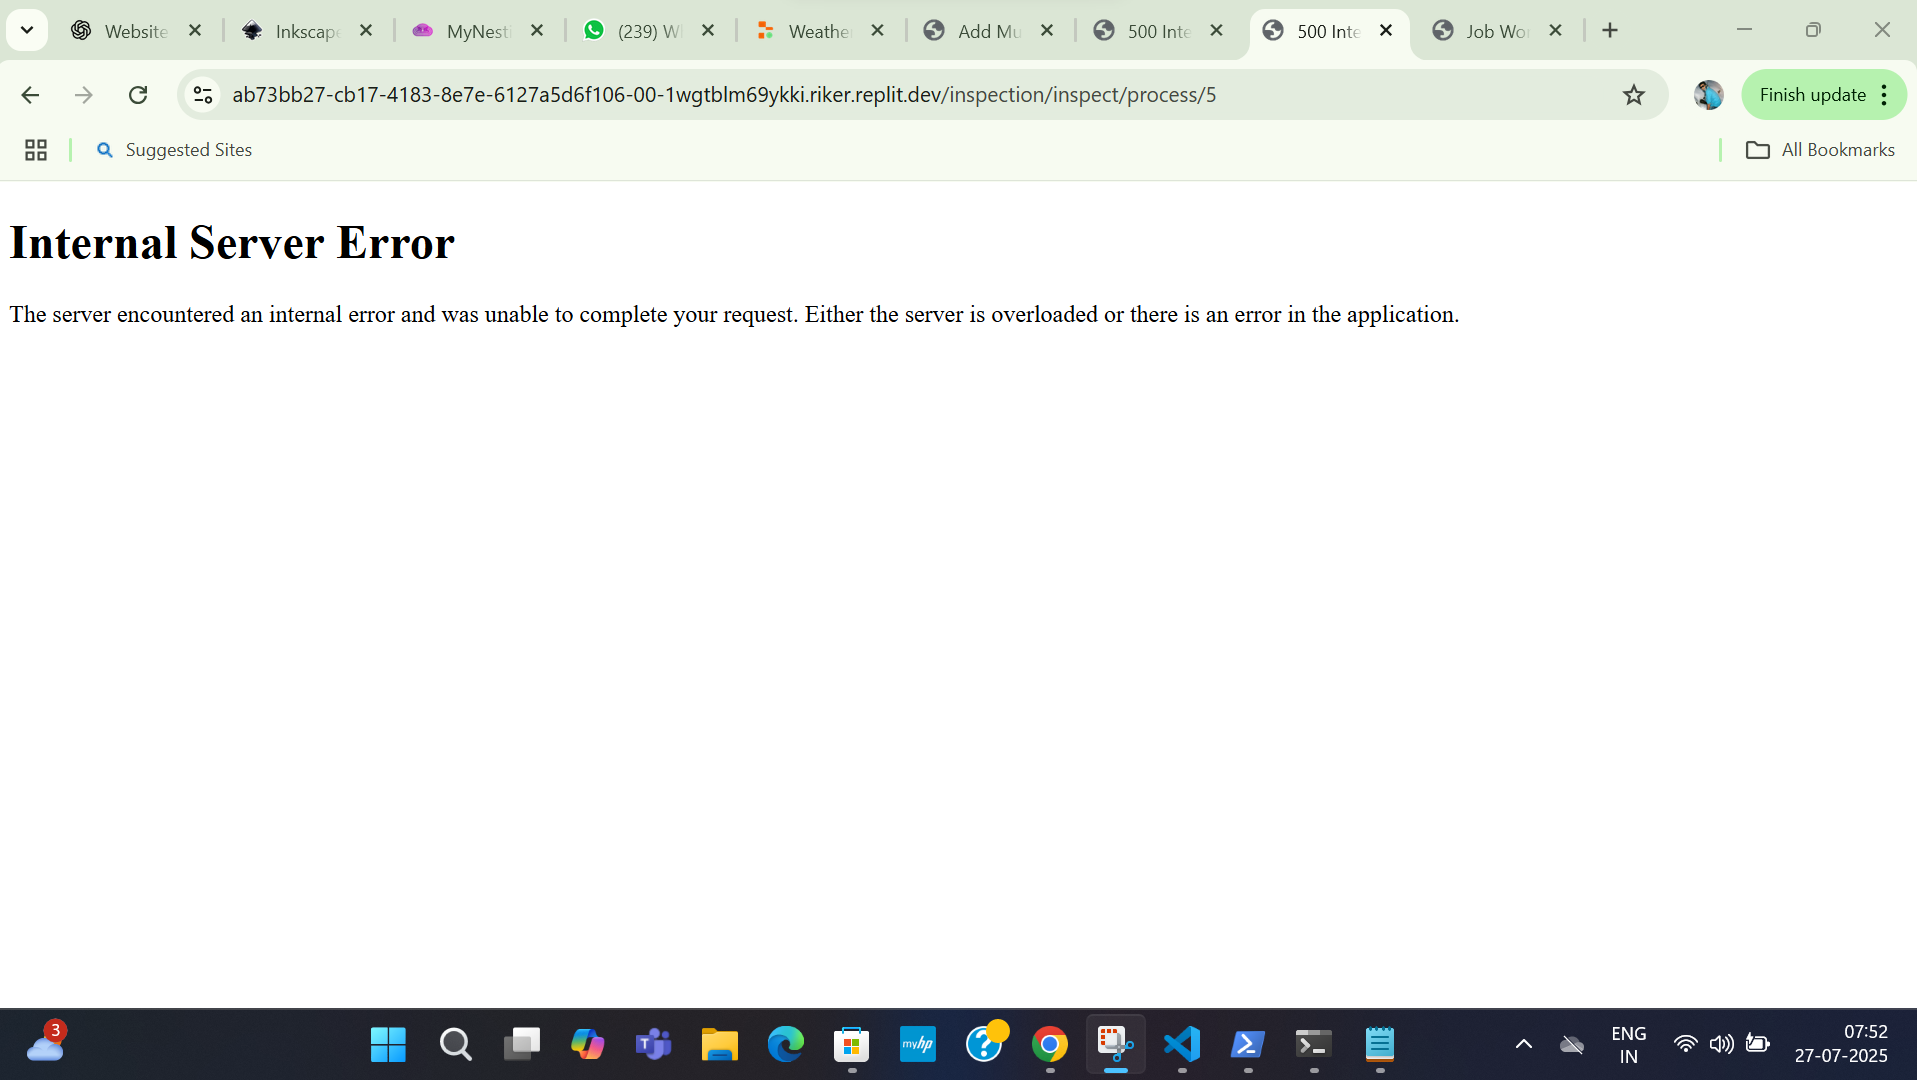 Website
Inkscape
MyNesti
(239) W
Weather
Add Mu
500 Inte
500 Inte
Job Wor
ab73bb27-cb17-4183-8e7e-6127a5d6f106-00-1wgtblm69ykki.riker.replit.dev/inspection/inspect/process/5
Finish update
Suggested Sites
All Bookmarks
Internal Server Error
The server encountered an internal error and was unable to complete your request. Either the server is overloaded or there is an error in the application.
3
myhp
ENG
IN
07:52
27-07-2025